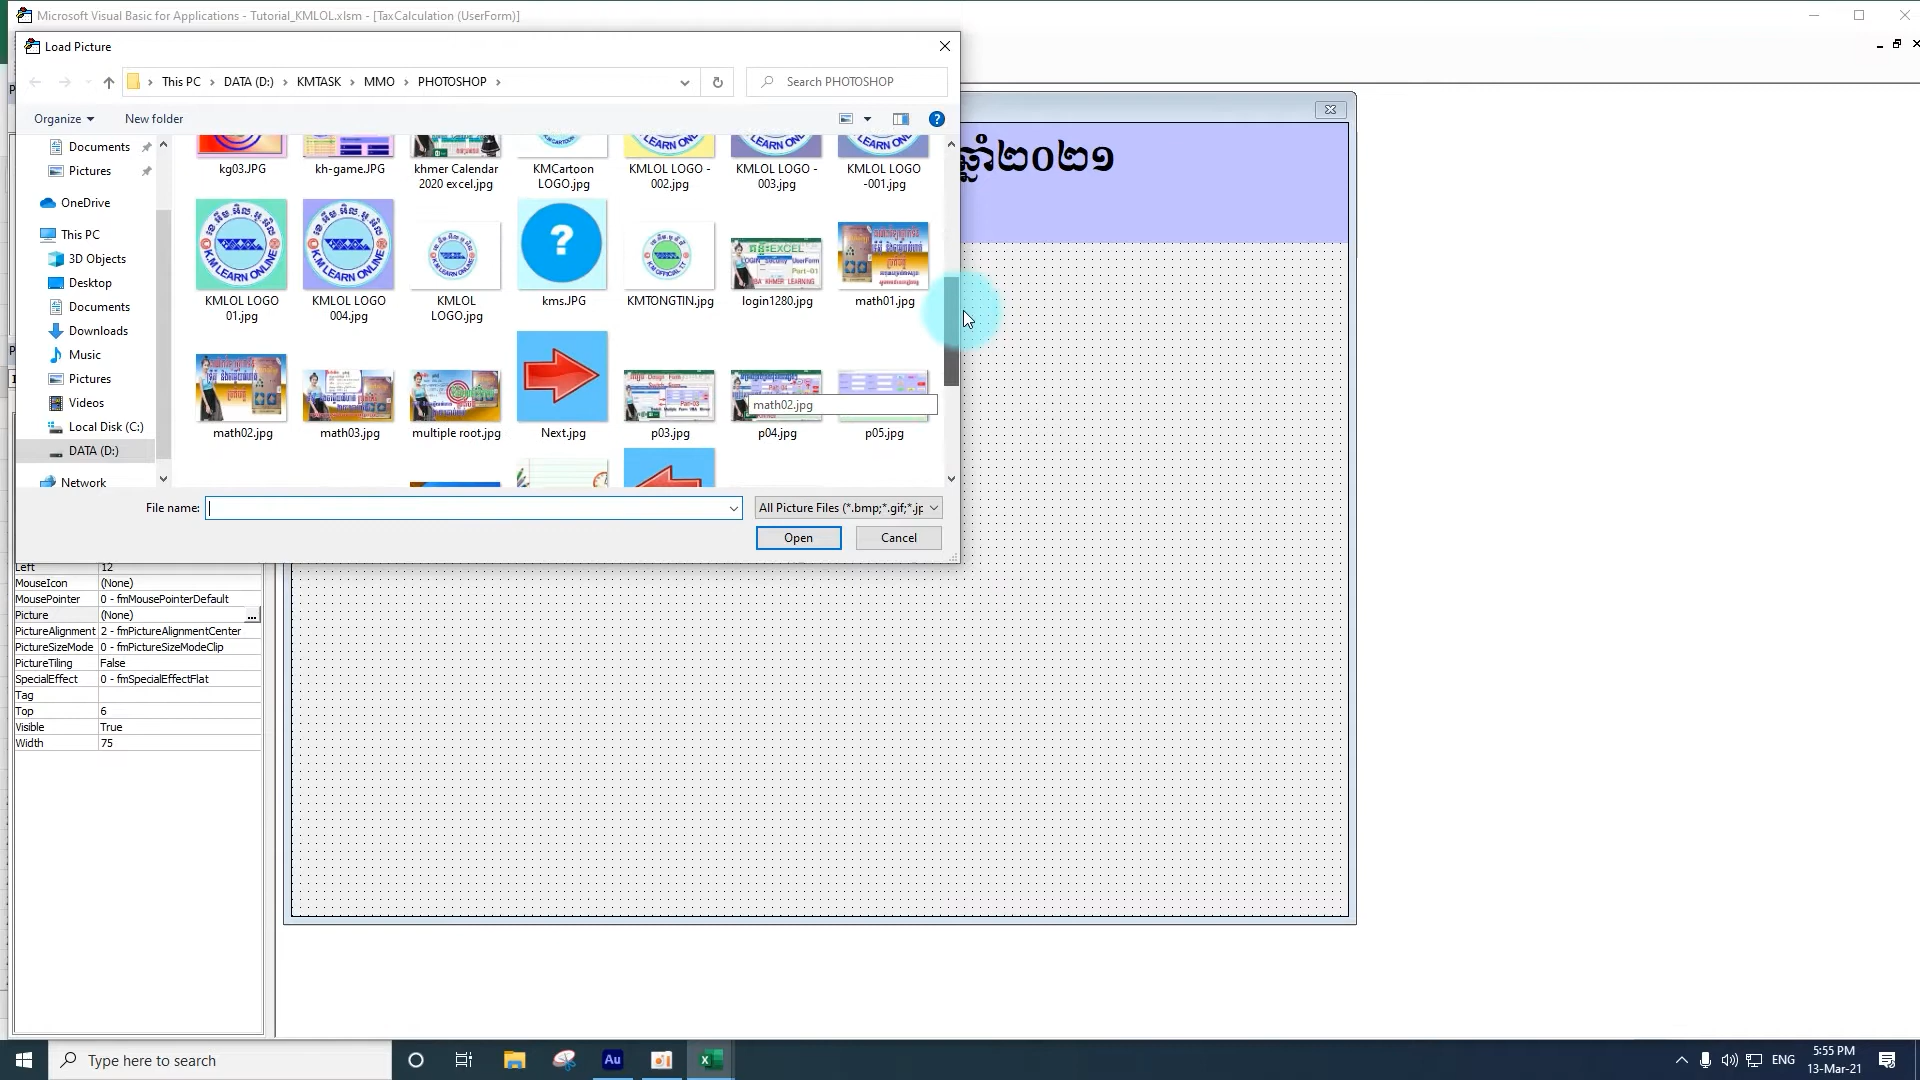 Microsoft Visual Basic for Applications - Tutorial_KMLOL.xlsm - [TaxCalculation (UserForm)]
Load Picture
This PC > DATA (D:) > KMTASK > MMO > PHOTOSHOP >
Search PHOTOSHOP
Organize
New folder
Documents
Pictures
OneDrive
This PC
3D Objects
Desktop
Documents
Downloads
Music
Pictures
Videos
Local Disk (C:)
DATA (D:)
Network
kg03.JPG
kh-game.JPG
khmer Calendar 2020 excel.jpg
KMCartoon LOGO.jpg
KMLOL LOGO - 002.jpg
KMLOL LOGO - 003.jpg
KMLOL LOGO -001.jpg
KMLOL LOGO 01.jpg
KMLOL LOGO 004.jpg
KMLOL LOGO.jpg
kms.JPG
KMTONGTIN.jpg
login1280.jpg
math01.jpg
math02.jpg
math03.jpg
multiple root.jpg
Next.jpg
p03.jpg
p04.jpg
p05.jpg
math02.jpg
File name:
All Picture Files (*.bmp;*.gif;*.jp
Open
Cancel
ឆ្នាំ២០២១
Left 12
MouseIcon (None)
MousePointer 0 - fmMousePointerDefault
Picture (None) ...
PictureAlignment 2 - fmPictureAlignmentCenter
PictureSizeMode 0 - fmPictureSizeModeClip
PictureTiling False
SpecialEffect 0 - fmSpecialEffectFlat
Tag
Top 6
Visible True
Width 75
Type here to search
Au
ENG
5:55 PM
13-Mar-21